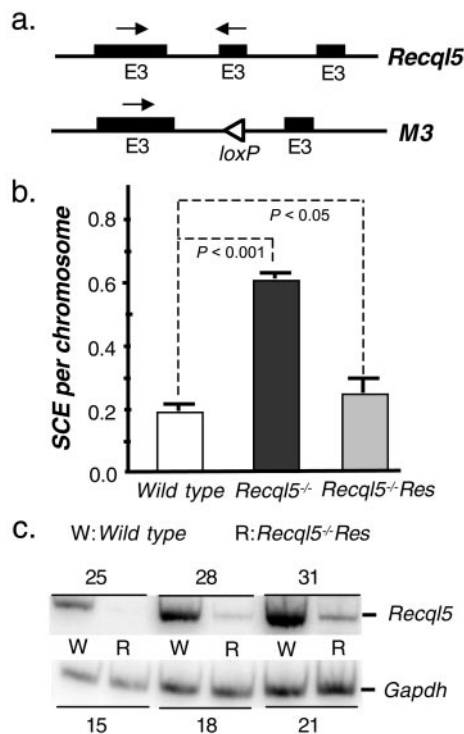 a.
Recql5
E3 E3 E3
M3
E3 loxP E3
b.
P < 0.05
P < 0.001
0.8
0.6
0.4
0.2
0.0
SCE per chromosome
Wild type Recql5-/- Recql5-/-Res
c. W:Wild type R:Recql5-/-Res
25 28 31
Recql5
W R W R W R
Gapdh
15 18 21